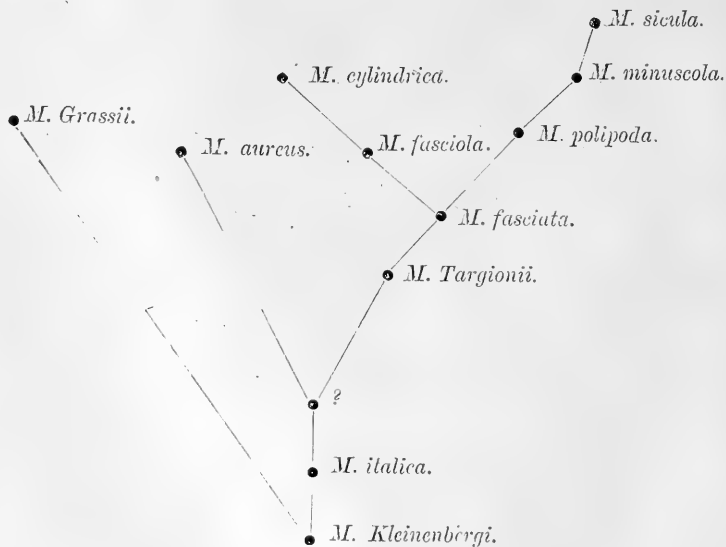 M. sicula.
M. cylindrica.
M. minuscola.
M. Grassii.
M. aureus.
M. fasciola.
M. polipoda.
M. fasciata.
M. Targionii.
?
M. italica.
M. Kleinenbergi.